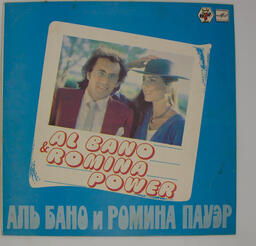 AL BANO
& ROMINA
POWER
АЛЬ БАНО и РОМИНА ПАУЭР